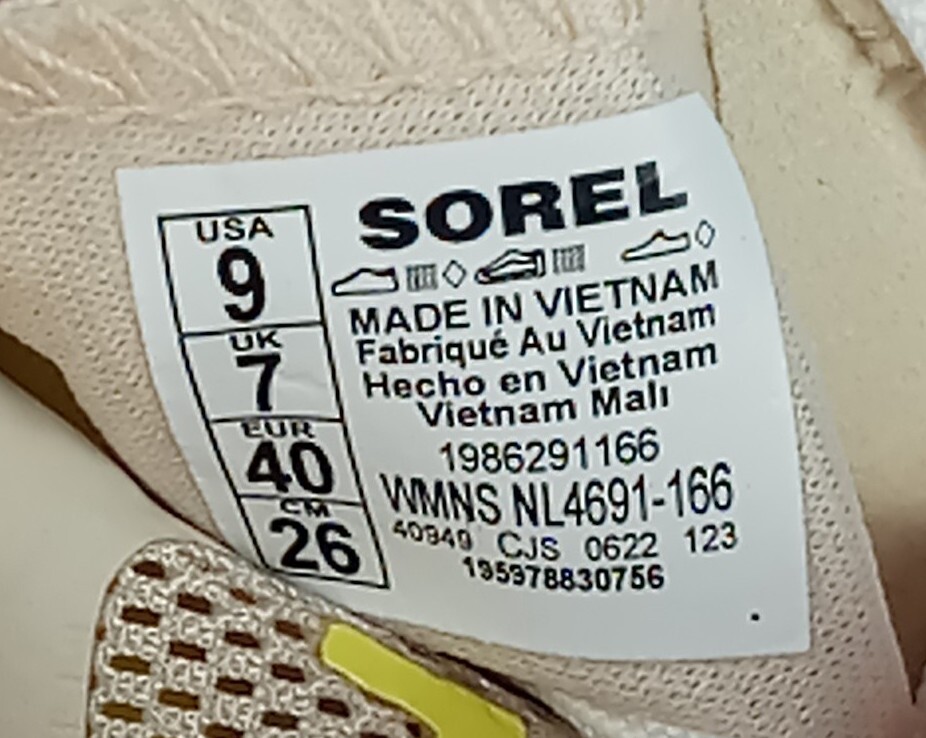 USA
9
UK
7
EUR
40
CM
26
SOREL
MADE IN VIETNAM
Fabriqué Au Vietnam
Hecho en Vietnam
Vietnam Malı
1986291166
WMNS NL4691-166
40949 CJS 0622 123
195978830756